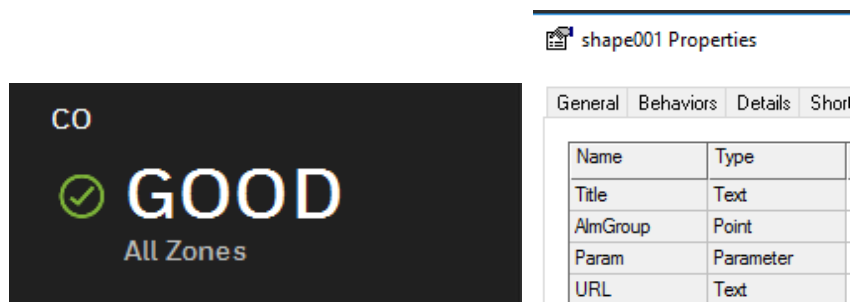 CO
GOOD
All Zones
shape001 Properties
General Behaviors Details
Name Type
Title Text
AlmGroup Point
Param Parameter
URL Text